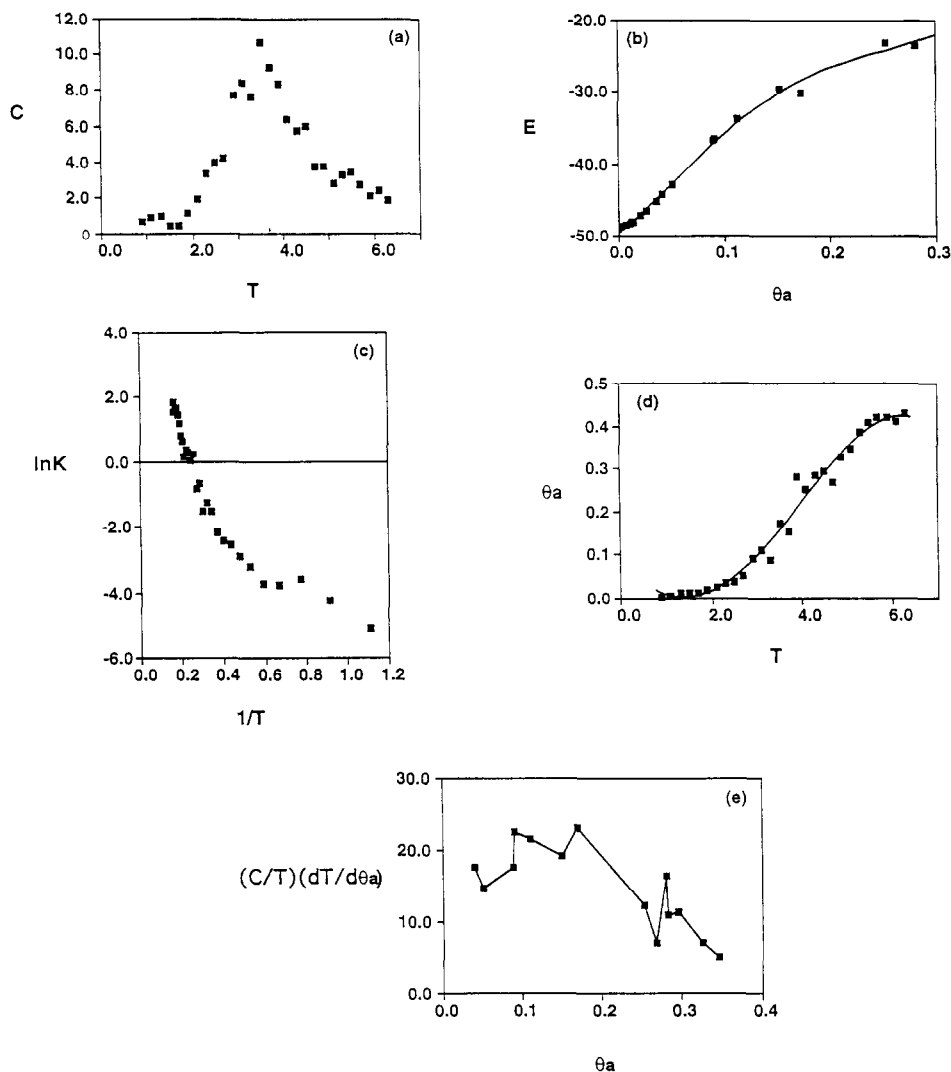 12.0
(a)
10.0
8.0
C
6.0
4.0
2.0
0
0.0 2.0 4.0 6.0
T
-20.0
(b)
-30.0
E
-40.0
-50.0
0.0 0.1 0.2 0.3
θa
4.0
(c)
2.0
lnK
0.0
-2.0
-4.0
-6.0
0.0 0.2 0.4 0.6 0.8 1.0 1.2
1/T
0.5
(d)
0.4
0.3
θa
0.2
0.1
0.0
0.0 2.0 4.0 6.0
T
30.0
(e)
20.0
(C/T)(dT/dθa)
10.0
0.0
0.0 0.1 0.2 0.3 0.4
θa